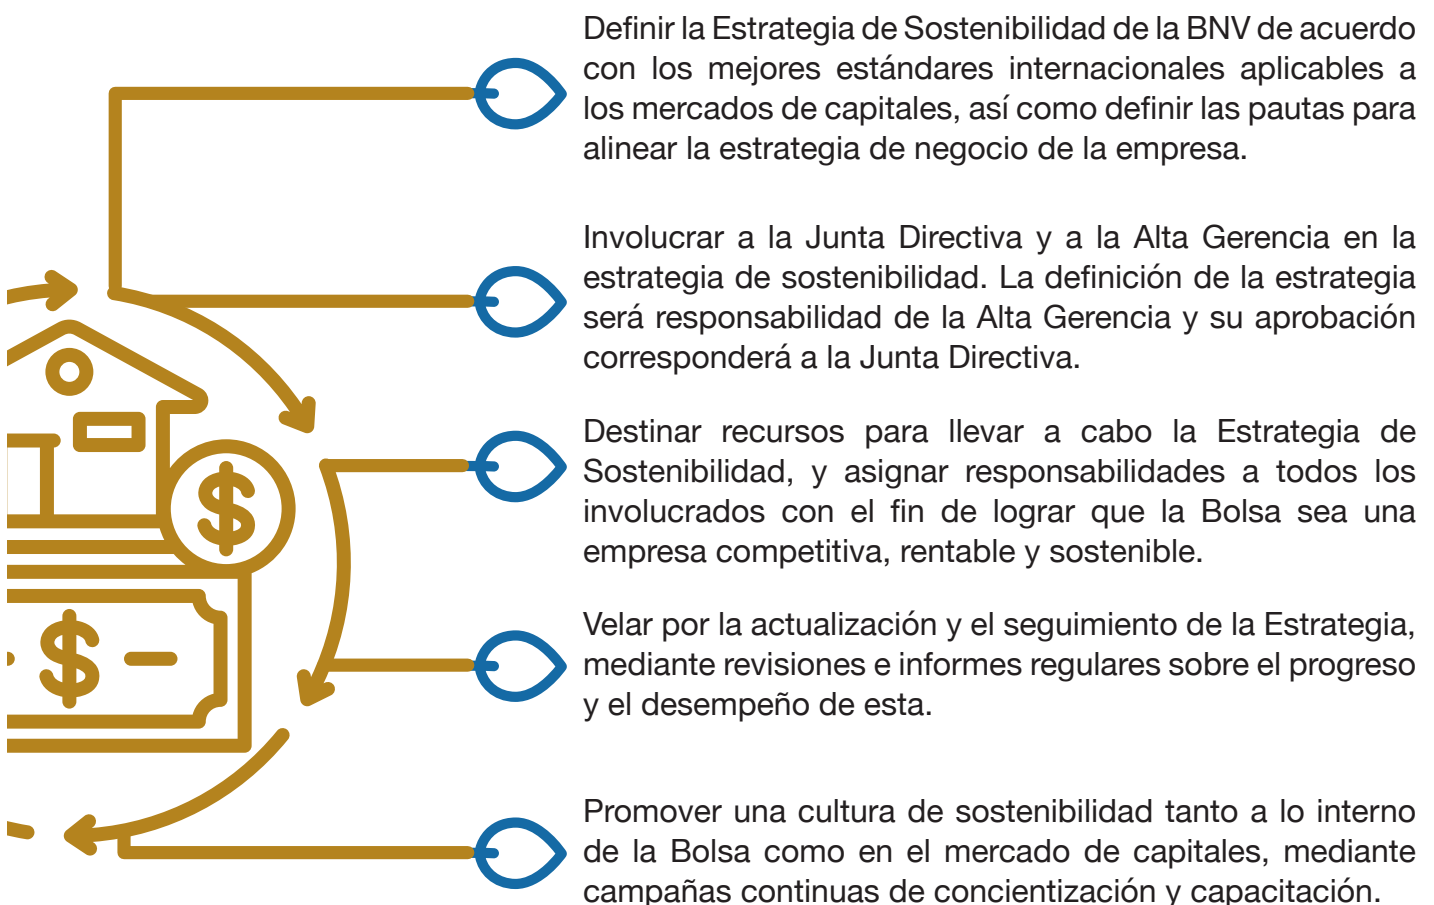 Definir la Estrategia de Sostenibilidad de la BNV de acuerdo
con los mejores estándares internacionales aplicables a
los mercados de capitales, así como definir las pautas para
alinear la estrategia de negocio de la empresa.
Involucrar a la Junta Directiva y a la Alta Gerencia en la
estrategia de sostenibilidad. La definición de la estrategia
será responsabilidad de la Alta Gerencia y su aprobación
corresponderá a la Junta Directiva.
Destinar recursos para llevar a cabo la Estrategia de
Sostenibilidad, y asignar responsabilidades a todos los
involucrados con el fin de lograr que la Bolsa sea una
empresa competitiva, rentable y sostenible.
Velar por la actualización y el seguimiento de la Estrategia,
mediante revisiones e informes regulares sobre el progreso
y el desempeño de esta.
Promover una cultura de sostenibilidad tanto a lo interno
de la Bolsa como en el mercado de capitales, mediante
campañas continuas de concientización y capacitación.
$
$